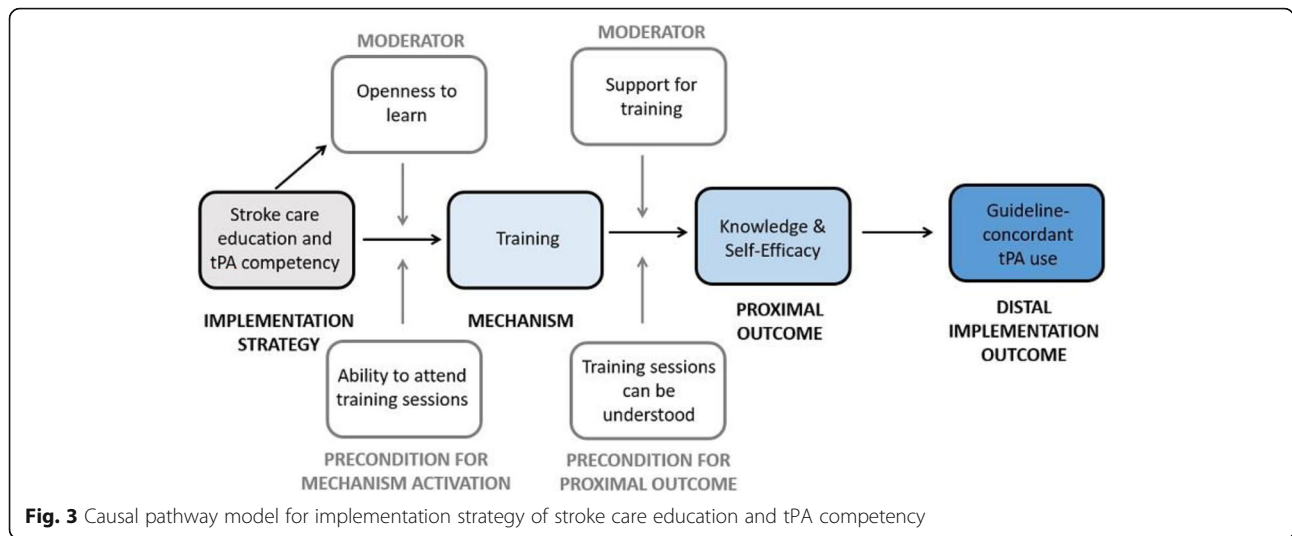 MODERATOR
Openness to
learn
MODERATOR
Support for
training
Stroke care
education and
tPA competency
IMPLEMENTATION
STRATEGY
Training
MECHANISM
Knowledge &
Self-Efficacy
PROXIMAL
OUTCOME
Guideline-
concordant
tPA use
DISTAL
IMPLEMENTATION
OUTCOME
Ability to attend
training sessions
PRECONDITION FOR
MECHANISM ACTIVATION
Training sessions
can be
understood
PRECONDITION FOR
PROXIMAL OUTCOME
Fig. 3 Causal pathway model for implementation strategy of stroke care education and tPA competency